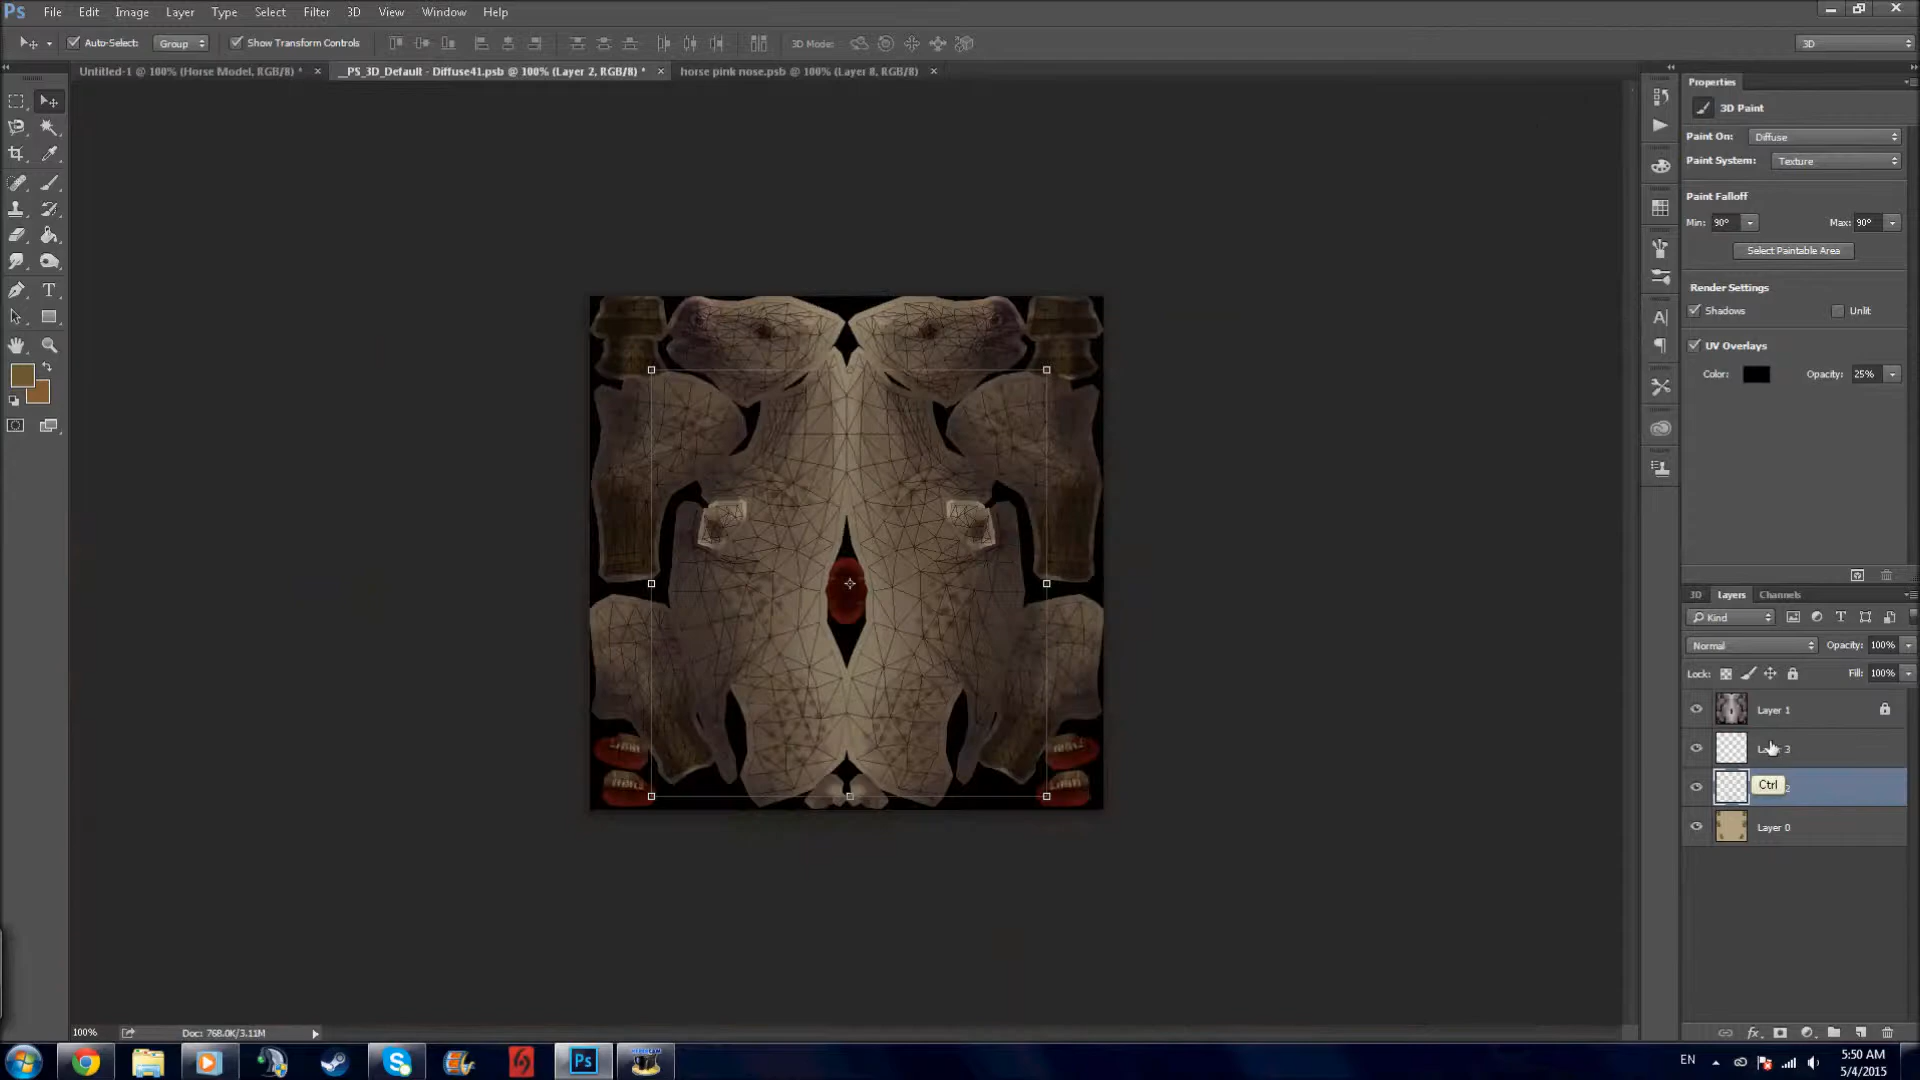 Ps File Edit Image Layer Type Select Filter 3D View Window Help
Auto-Select: Group Show Transform Controls 3D Mode: 3D
Untitled-1 @ 100% (Horse Model, RGB/8) * × __PS_3D_Default - Diffuse41.psb @ 100% (Layer 2, RGB/8) * × horse pink nose.psb @ 100% (Layer 8, RGB/8) ×
Properties
3D Paint
Paint On: Diffuse
Paint System: Texture
Paint Falloff
Min: 90° Max: 90°
Select Paintable Area
Render Settings
Shadows Unlit
UV Overlays
Color: Opacity: 25%
3D Layers Channels
Kind
Normal Opacity: 100%
Lock: Fill: 100%
Layer 1
3
Ctrl 2
Layer 0
100% Doc: 768.0K/3.11M
EN 5:50 AM
5/4/2015